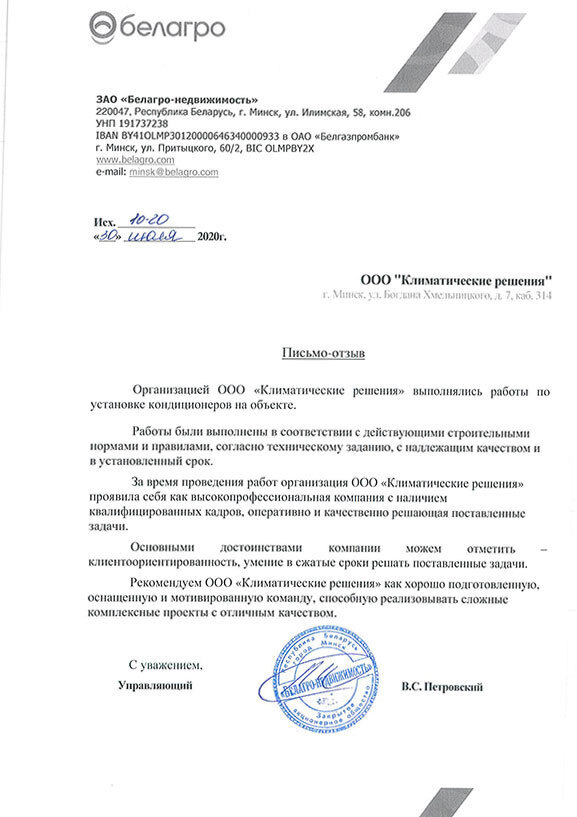 белагро
ЗАО «Белагро-недвижимость»
220047, Республика Беларусь, г. Минск, ул. Илимская, 58, комн.206
УНП 191737238
IBAN BY41OLMP30120000646340000933 в ОАО «Белгазпромбанк»
г. Минск, ул. Притыцкого, 60/2, BIC OLMPBY2X
www.belagro.com
e-mail: minsk@belagro.com
Исх. 10-20
«30» июля 2020г.
ООО "Климатические решения"
г. Минск, ул. Богдана Хмельницкого, д. 7, каб. 314
Письмо-отзыв
Организацией ООО «Климатические решения» выполнялись работы по
установке кондиционеров на объекте.
Работы были выполнены в соответствии с действующими строительными
нормами и правилами, согласно техническому заданию, с надлежащим качеством и
в установленный срок.
За время проведения работ организация ООО «Климатические решения»
проявила себя как высокопрофессиональная компания с наличием
квалифицированных кадров, оперативно и качественно решающая поставленные
задачи.
Основными достоинствами компании можем отметить –
клиентоориентированность, умение в сжатые сроки решать поставленные задачи.
Рекомендуем ООО «Климатические решения» как хорошо подготовленную,
оснащенную и мотивированную команду, способную реализовывать сложные
комплексные проекты с отличным качеством.
С уважением,
Управляющий
Республика Беларусь
город Минск
«БЕЛАГРО-НЕДВИЖИМОСТЬ»
Закрытое
акционерное общество
В.С. Петровский